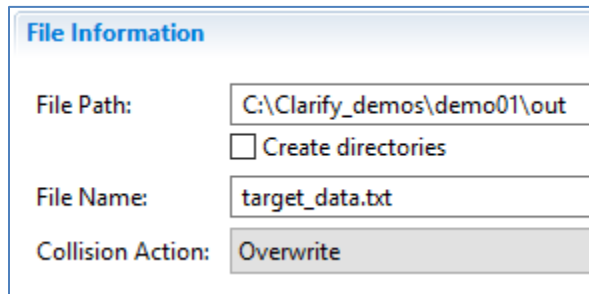 File Information
File Path: C:\Clarify_demos\demo01\out
Create directories
File Name: target_data.txt
Collision Action: Overwrite